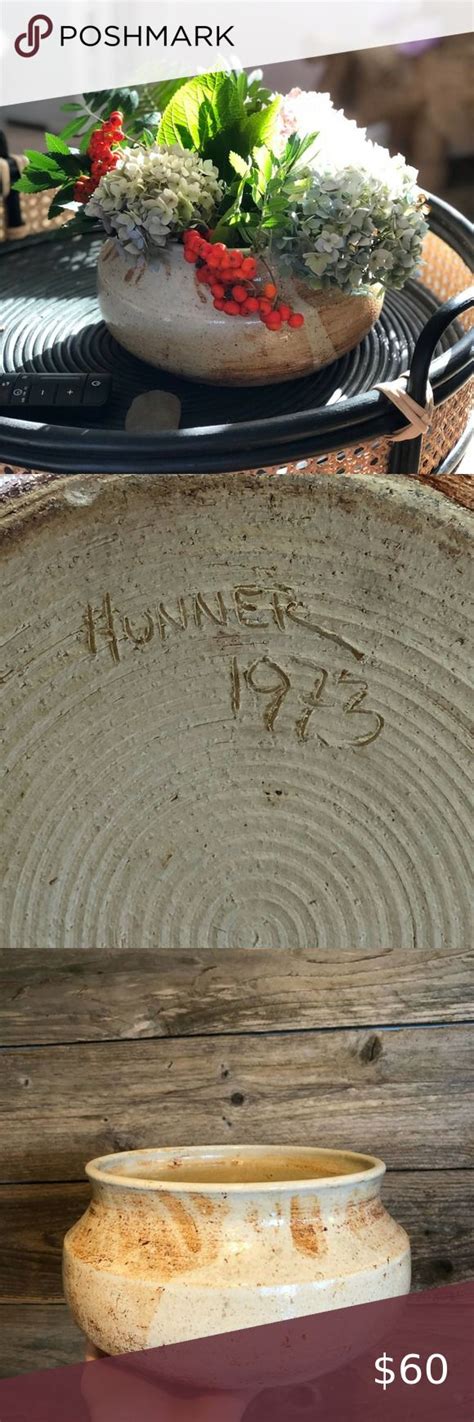 POSHMARK
HUNNER
1973
$60